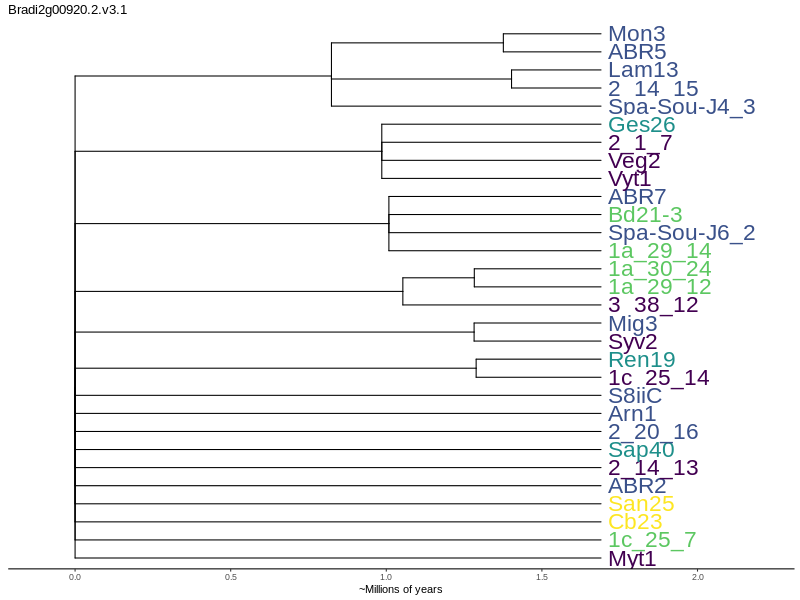 Bradi2g00920.2.v3.1
Mon3
ABR5
Lam13
2_14_15
Spa-Sou-J4_3
Ges26
2_1_7
Veg2
Vyt1
ABR7
Bd21-3
Spa-Sou-J6_2
1a_29_14
1a_30_24
1a_29_12
3_38_12
Mig3
Syv2
Ren19
1c_25_14
S8iiC
Arn1
2_20_16
Sap40
2_14_13
ABR2
San25
Cb23
1c_25_7
Myt1
0.0 0.5 1.0 1.5 2.0
~Millions of years